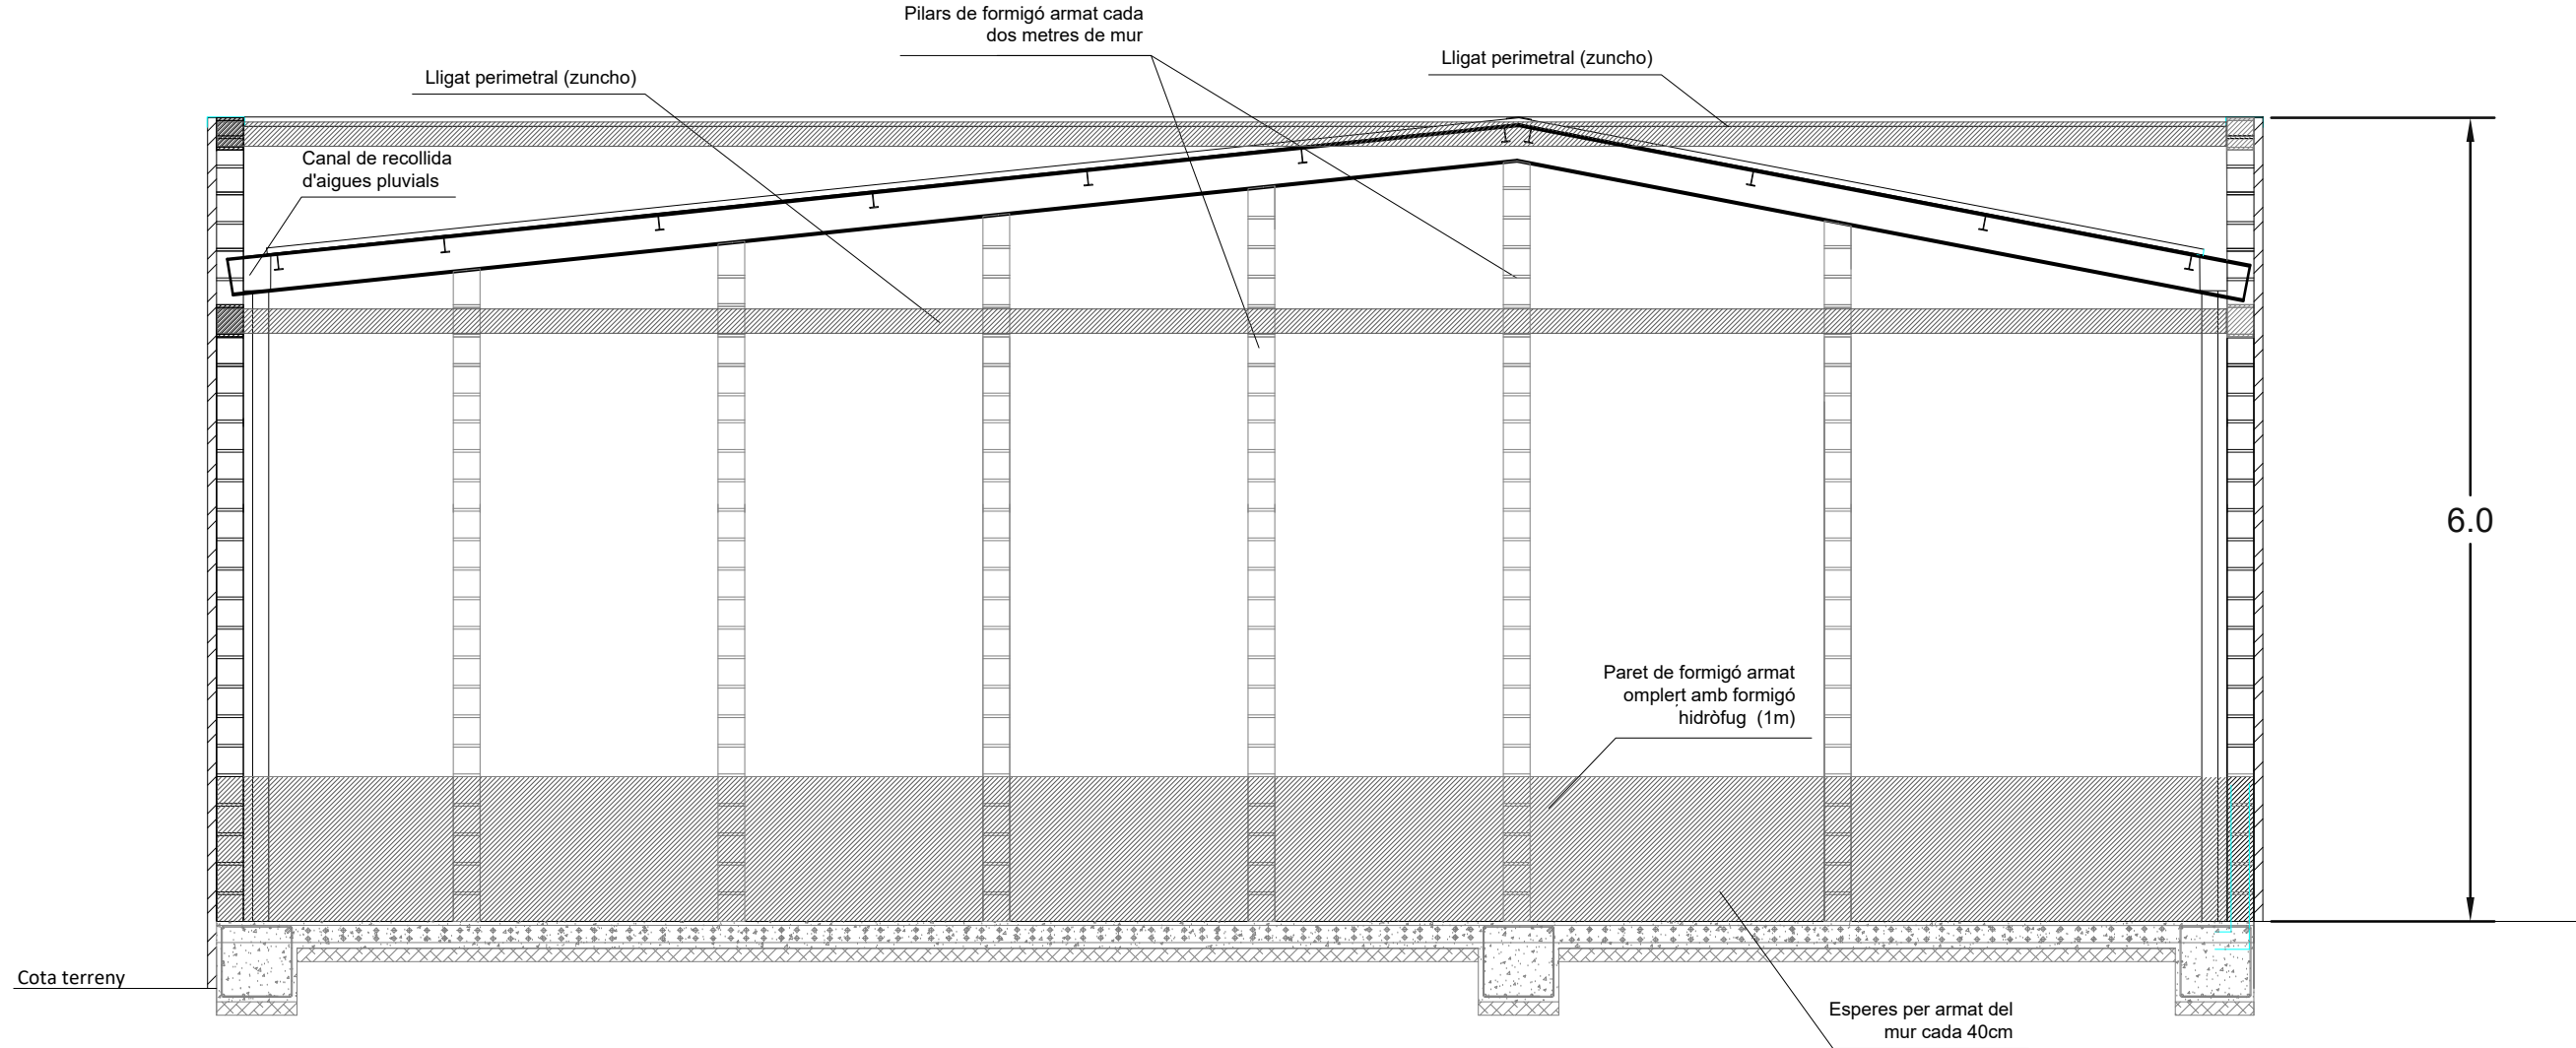 Pilars de formigó armat cada
dos metres de mur
Lligat perimetral (zuncho)
Lligat perimetral (zuncho)
Canal de recollida
d'aigues pluvials
6.0
Paret de formigó armat
omplert amb formigó
hidròfug (1m)
Cota terreny
Esperes per armat del
mur cada 40cm